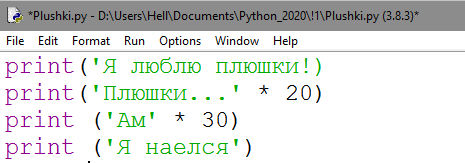 *Plushki.py - D:\Users\Hell\Documents\Python_2020\!1\Plushki.py (3.8.3)*
File Edit Format Run Options Window Help
print('Я люблю плюшки!)
print('Плюшки...' * 20)
print ('Ам' * 30)
print ('Я наелся')